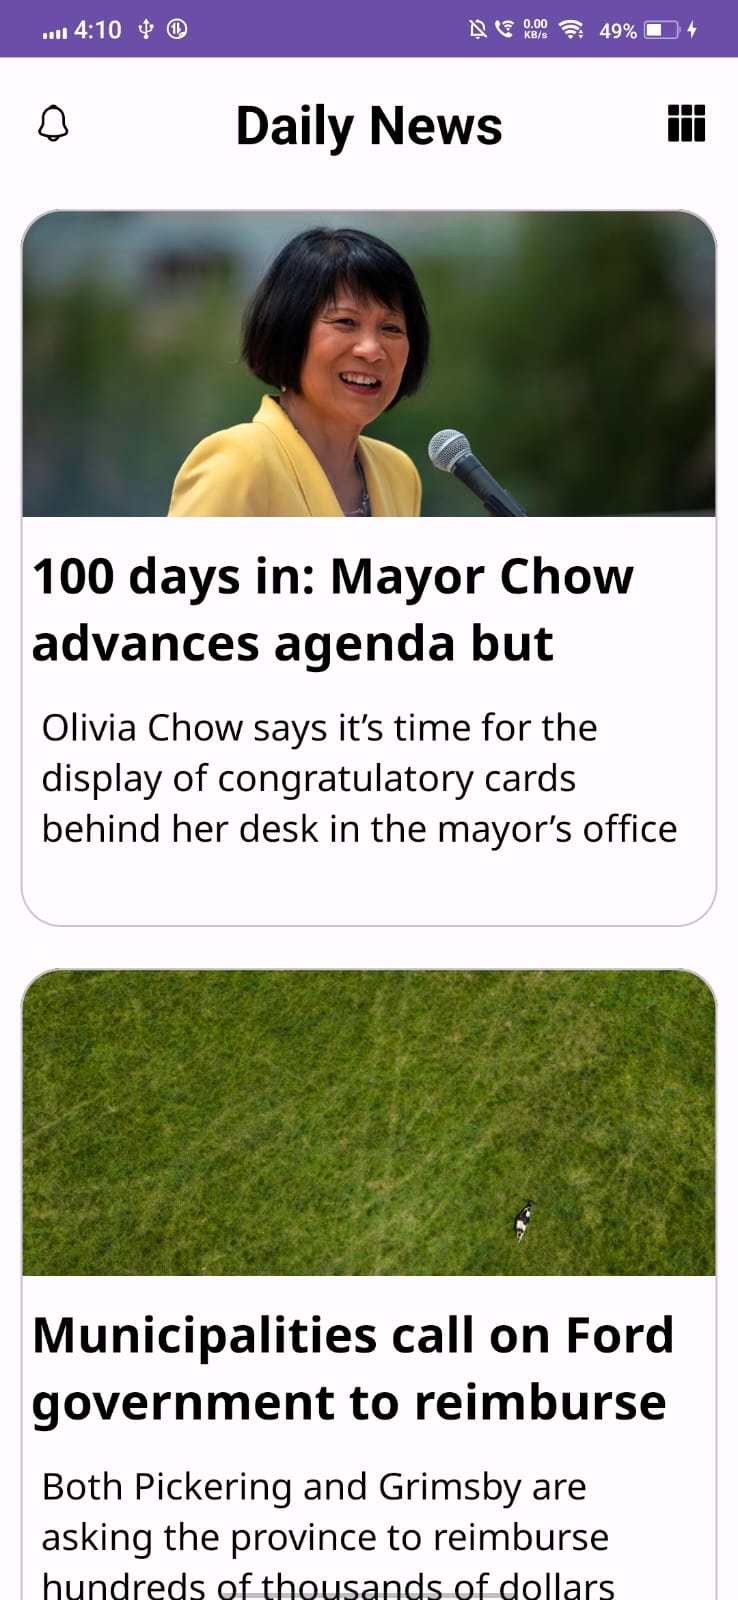 4:10
0.00
KB/s
49%
Daily News
100 days in: Mayor Chow
advances agenda but
Olivia Chow says it’s time for the
display of congratulatory cards
behind her desk in the mayor’s office
Municipalities call on Ford
government to reimburse
Both Pickering and Grimsby are
asking the province to reimburse
hundreds of thousands of dollars